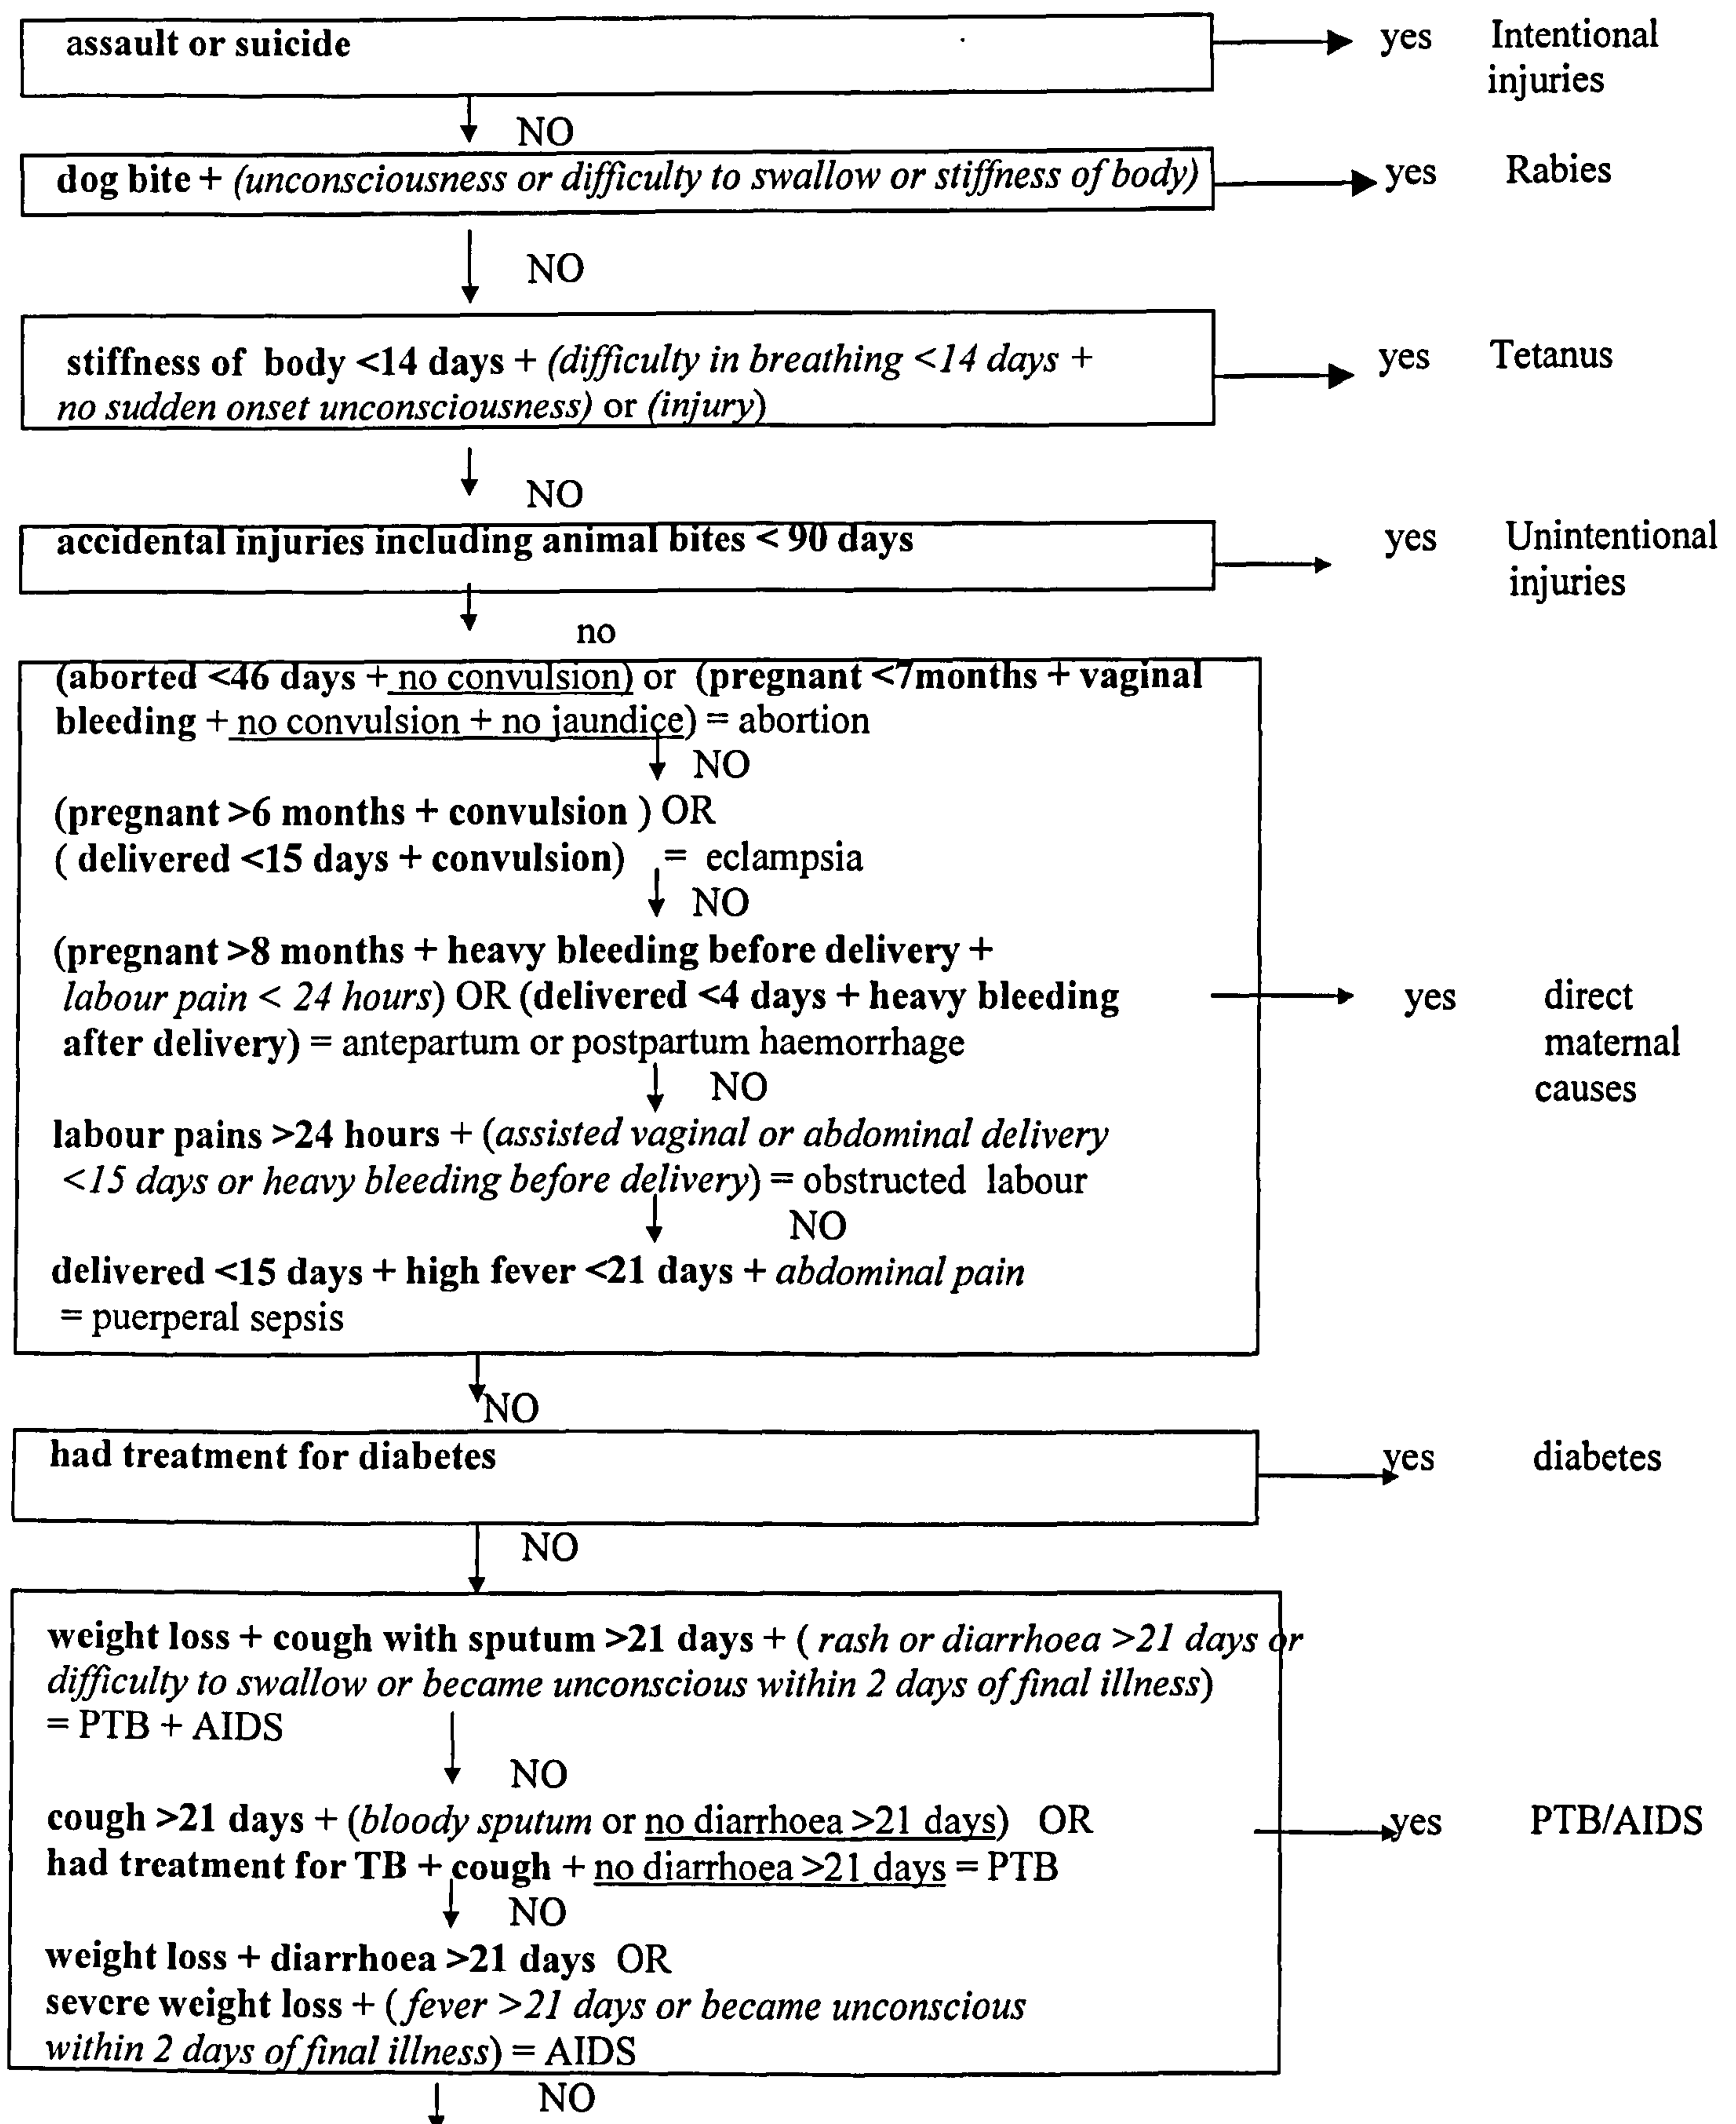 assault or suicide
yes Intentional
injuries
NO
dog bite + (unconsciousness or difficulty to swallow or stiffness of body)
yes Rabies
NO
stiffness of body <14 days + (difficulty in breathing <14 days +
no sudden onset unconsciousness) or (injury)
yes Tetanus
NO
accidental injuries including animal bites < 90 days
yes Unintentional
injuries
no
(aborted <46 days + no convulsion) or (pregnant <7months + vaginal
bleeding + no convulsion + no jaundice) = abortion
NO
(pregnant >6 months + convulsion ) OR
( delivered <15 days + convulsion) = eclampsia
NO
(pregnant >8 months + heavy bleeding before delivery +
labour pain < 24 hours) OR (delivered <4 days + heavy bleeding
after delivery) = antepartum or postpartum haemorrhage
yes direct
maternal
causes
NO
labour pains >24 hours + (assisted vaginal or abdominal delivery
<15 days or heavy bleeding before delivery) = obstructed labour
NO
delivered <15 days + high fever <21 days + abdominal pain
= puerperal sepsis
NO
had treatment for diabetes
yes diabetes
NO
weight loss + cough with sputum >21 days + ( rash or diarrhoea >21 days or
difficulty to swallow or became unconscious within 2 days of final illness)
= PTB + AIDS
NO
cough >21 days + (bloody sputum or no diarrhoea >21 days) OR
had treatment for TB + cough + no diarrhoea >21 days = PTB
yes PTB/AIDS
NO
weight loss + diarrhoea >21 days OR
severe weight loss + ( fever >21 days or became unconscious
within 2 days of final illness) = AIDS
NO